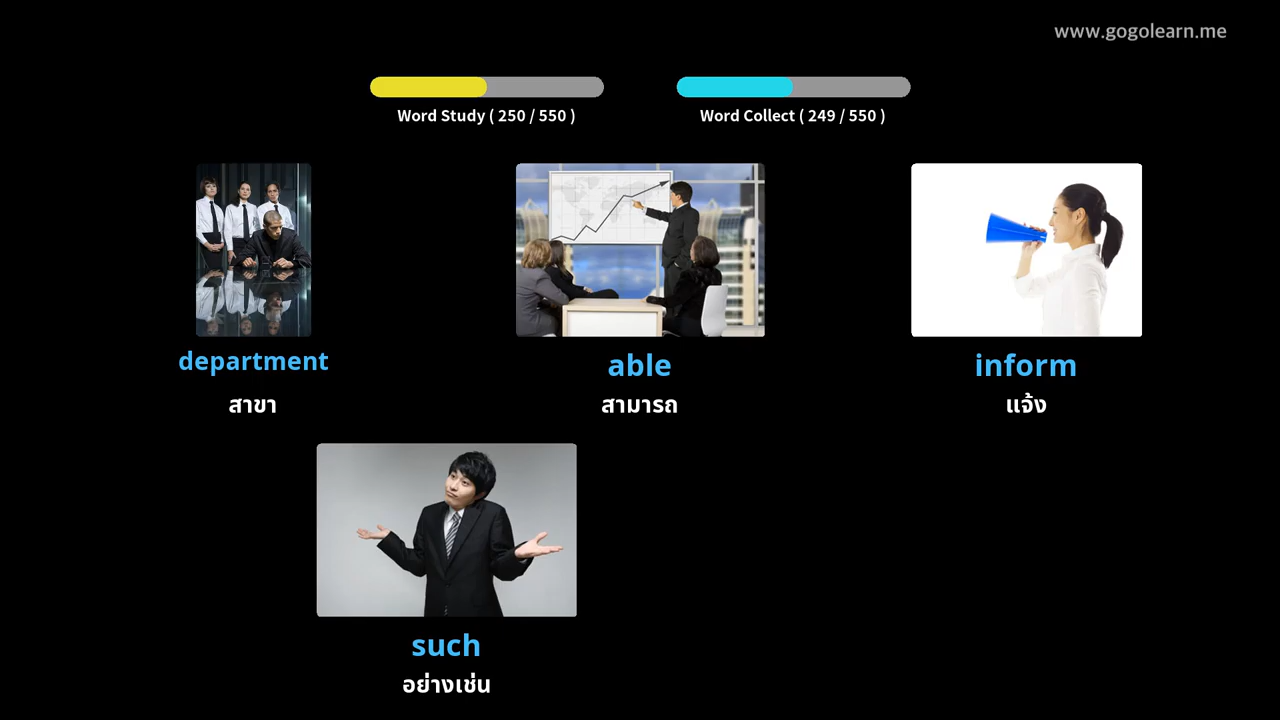 www.gogolearn.me
Word Study ( 250 / 550 )
Word Collect ( 249 / 550 )
department
สาขา
able
สามารถ
inform
แจ้ง
such
อย่างเช่น